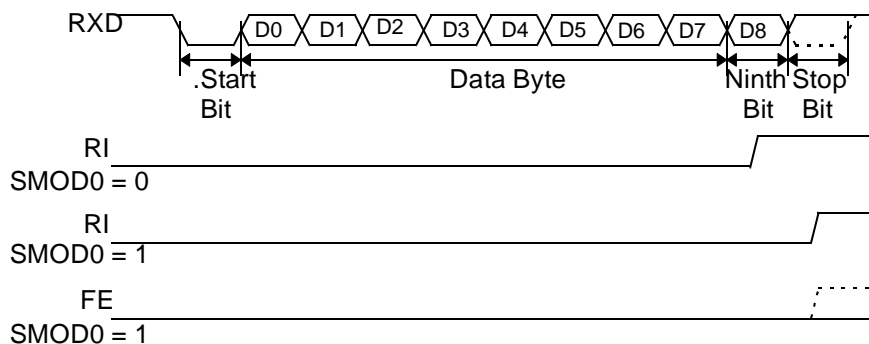 RXD D0 D1 D2 D3 D4 D5 D6 D7 D8
.Start Data Byte Ninth Stop
Bit Bit Bit
RI
SMOD0 = 0
RI
SMOD0 = 1
FE
SMOD0 = 1